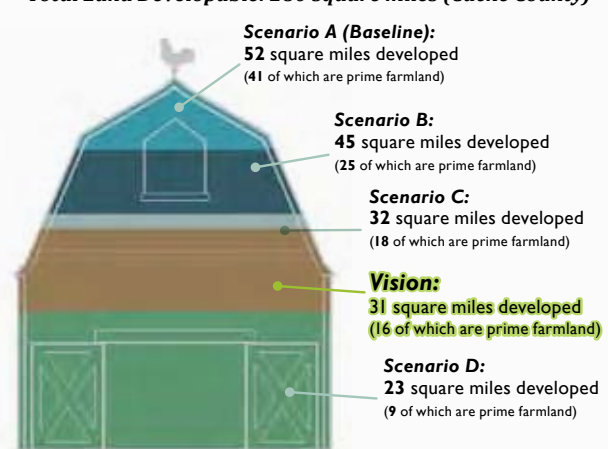 Scenario A (Baseline):
52 square miles developed
(41 of which are prime farmland)
Scenario B:
45 square miles developed
(25 of which are prime farmland)
Scenario C:
32 square miles developed
(18 of which are prime farmland)
Vision:
31 square miles developed
(16 of which are prime farmland)
Scenario D:
23 square miles developed
(9 of which are prime farmland)